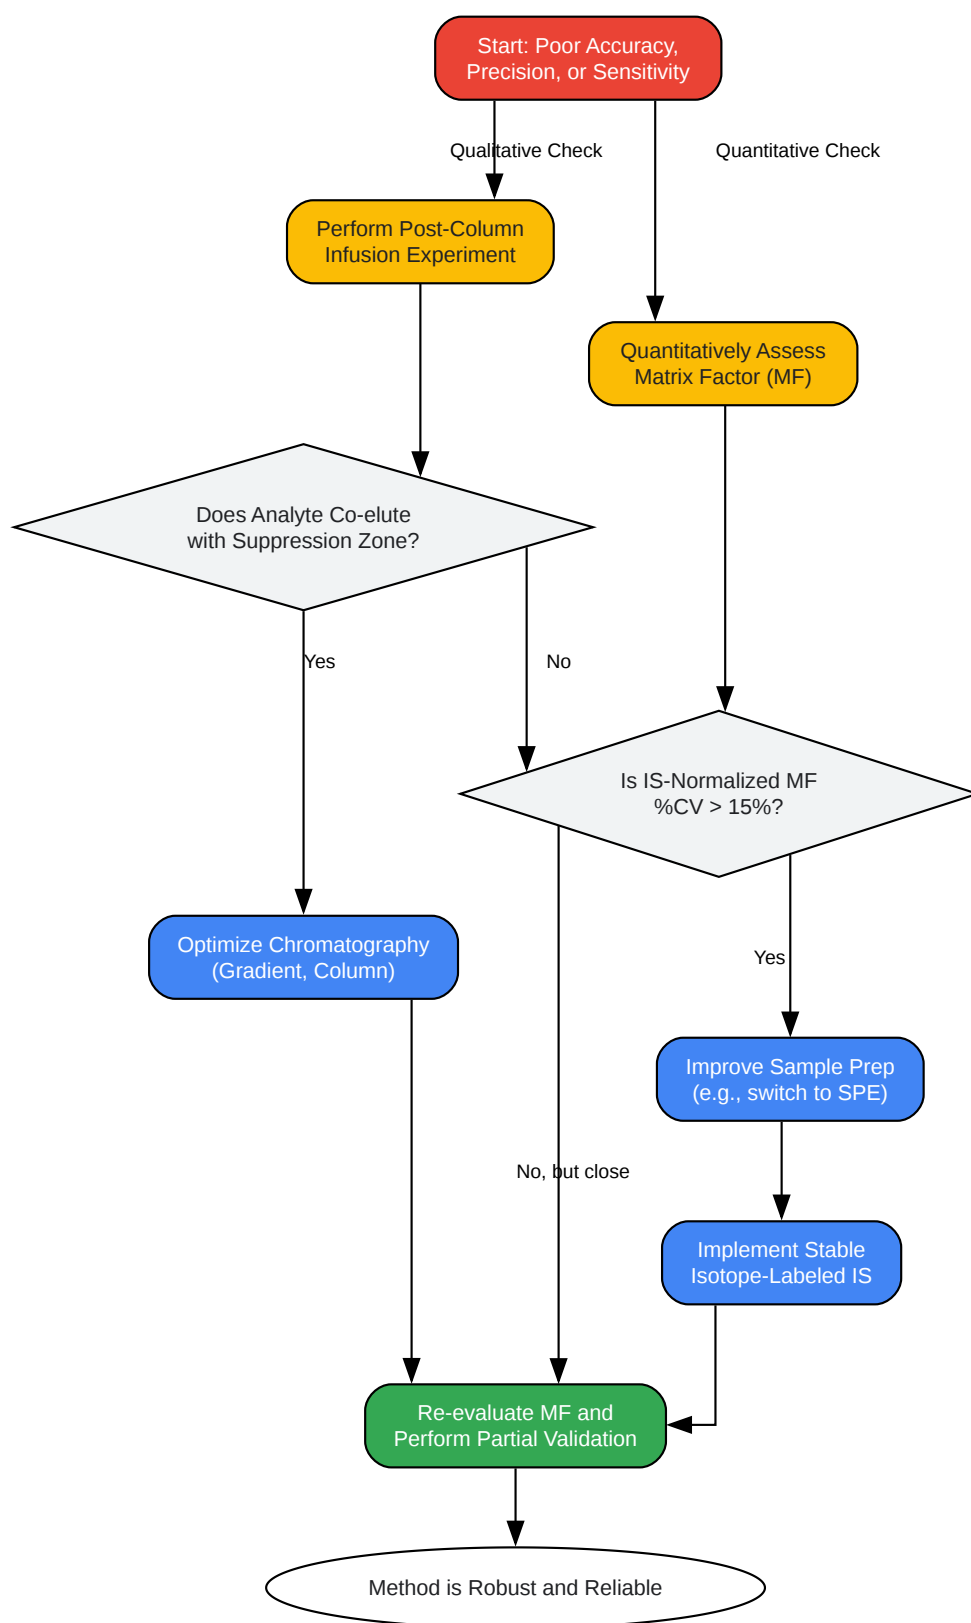 Start: Poor Accuracy,
Precision, or Sensitivity
Qualitative Check
Quantitative Check
Perform Post-Column
Infusion Experiment
Quantitatively Assess
Matrix Factor (MF)
Does Analyte Co-elute
with Suppression Zone?
Yes
No
Is IS-Normalized MF
%CV > 15%?
Optimize Chromatography
(Gradient, Column)
Yes
Improve Sample Prep
(e.g., switch to SPE)
No, but close
Implement Stable
Isotope-Labeled IS
Re-evaluate MF and
Perform Partial Validation
Method is Robust and Reliable